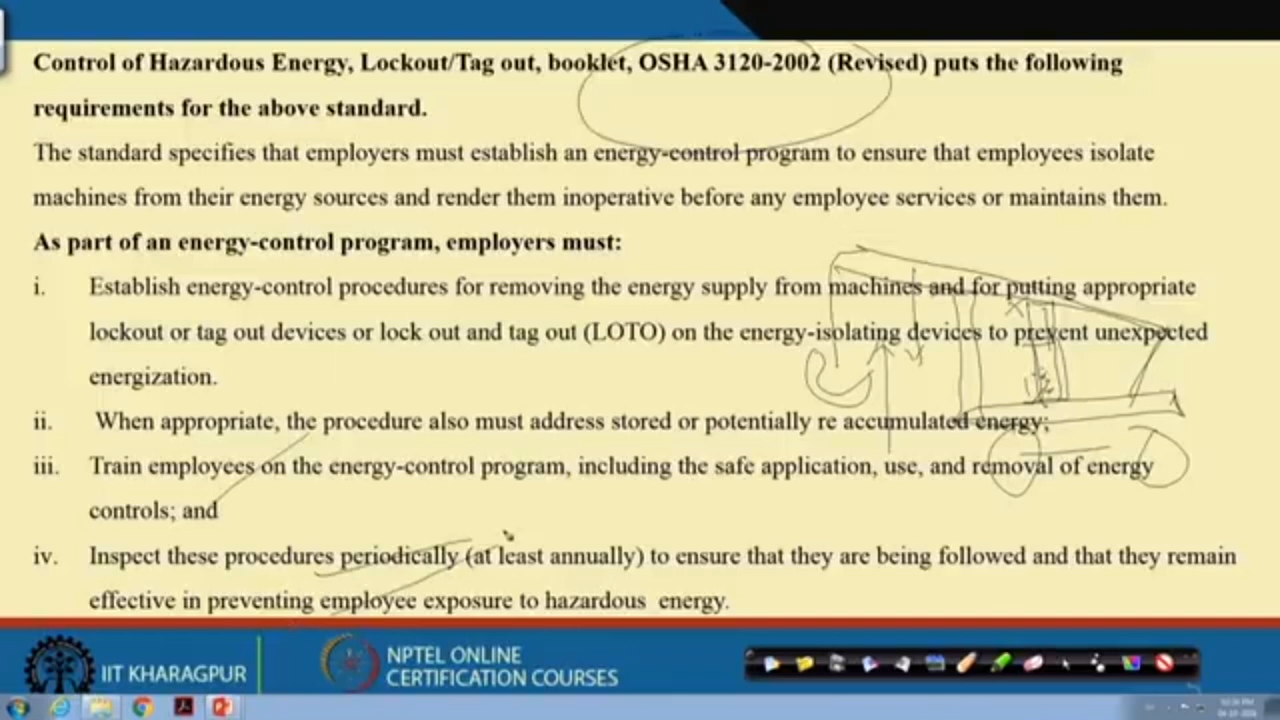 Control of Hazardous Energy, Lockout/Tag out, booklet, OSHA 3120-2002 (Revised) puts the following
requirements for the above standard.
The standard specifies that employers must establish an energy-control program to ensure that employees isolate
machines from their energy sources and render them inoperative before any employee services or maintains them.
As part of an energy-control program, employers must:
i. Establish energy-control procedures for removing the energy supply from machines and for putting appropriate
lockout or tag out devices or lock out and tag out (LOTO) on the energy-isolating devices to prevent unexpected
energization.
ii. When appropriate, the procedure also must address stored or potentially re accumulated energy;
iii. Train employees on the energy-control program, including the safe application, use, and removal of energy
controls; and
iv. Inspect these procedures periodically (at least annually) to ensure that they are being followed and that they remain
effective in preventing employee exposure to hazardous energy.
IIT KHARAGPUR
NPTEL ONLINE
CERTIFICATION COURSES